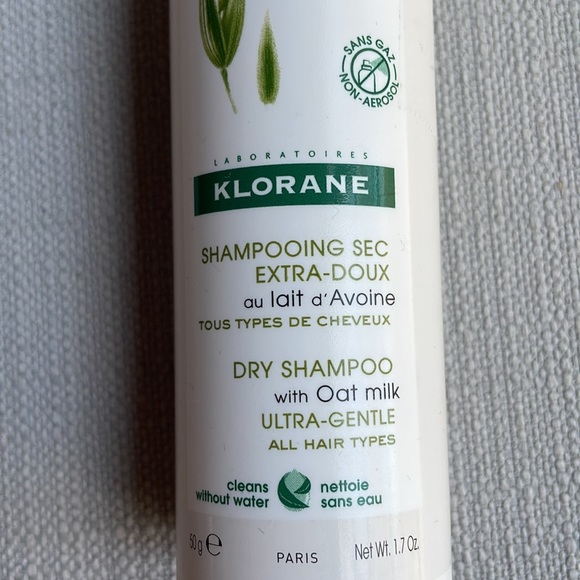 SANS GAZ
NON-AEROSOL
LABORATOIRES
KLORANE
SHAMPOOING SEC
EXTRA-DOUX
au lait d'Avoine
TOUS TYPES DE CHEVEUX
DRY SHAMPOO
with Oat milk
ULTRA-GENTLE
ALL HAIR TYPES
cleans
without water
nettoie
sans eau
50g ℮
PARIS
Net Wt. 1.7 Oz.